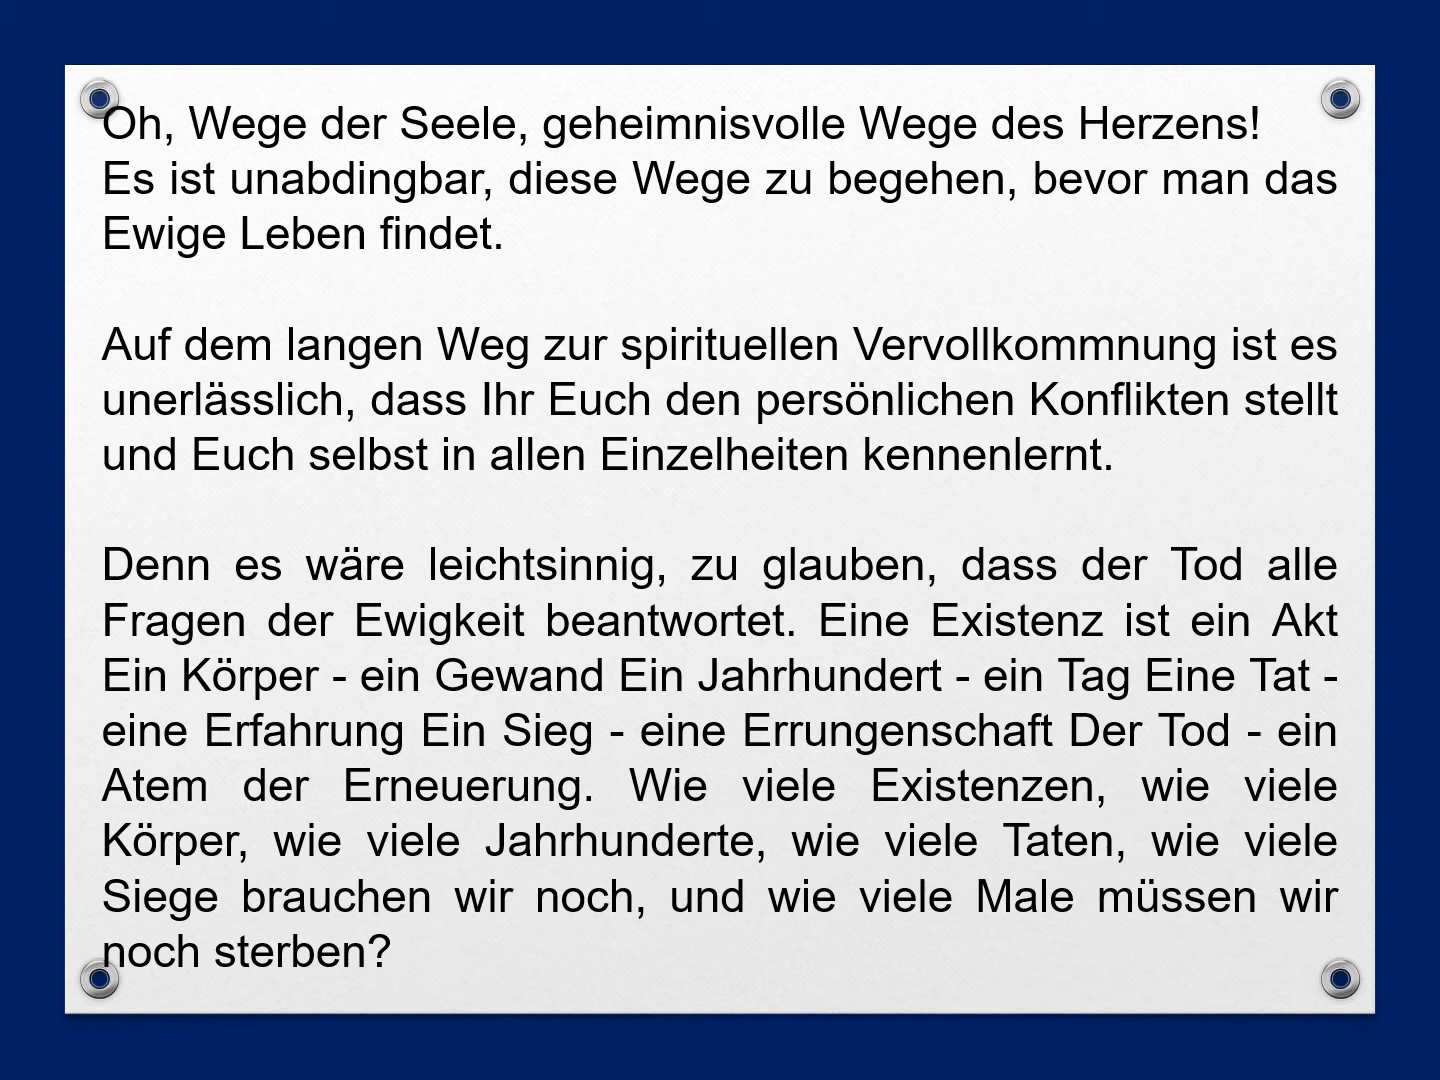 Oh, Wege der Seele, geheimnisvolle Wege des Herzens!
Es ist unabdingbar, diese Wege zu begehen, bevor man das
Ewige Leben findet.
Auf dem langen Weg zur spirituellen Vervollkommnung ist es
unerlässlich, dass Ihr Euch den persönlichen Konflikten stellt
und Euch selbst in allen Einzelheiten kennenlernt.
Denn es wäre leichtsinnig, zu glauben, dass der Tod alle
Fragen der Ewigkeit beantwortet. Eine Existenz ist ein Akt
Ein Körper - ein Gewand Ein Jahrhundert - ein Tag Eine Tat -
eine Erfahrung Ein Sieg - eine Errungenschaft Der Tod - ein
Atem der Erneuerung. Wie viele Existenzen, wie viele
Körper, wie viele Jahrhunderte, wie viele Taten, wie viele
Siege brauchen wir noch, und wie viele Male müssen wir
noch sterben?